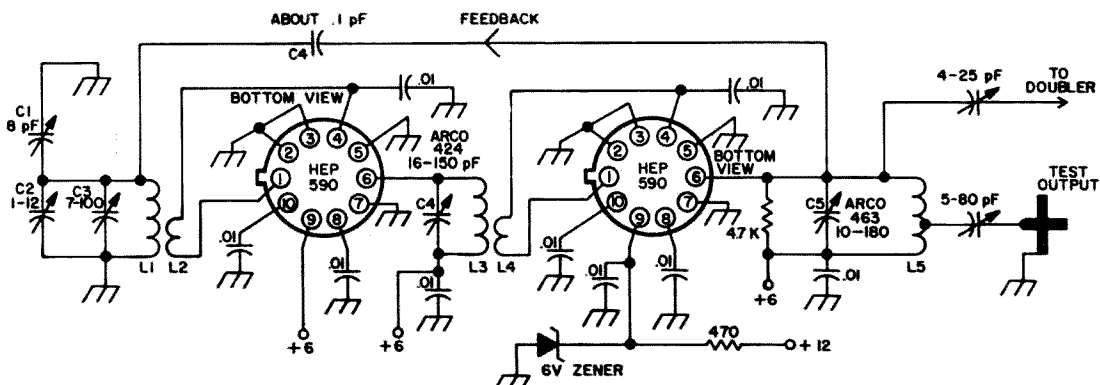 ABOUT .1 pF
C4
FEEDBACK
C1
8 pF
C2
1-12
C3
7-100
L1
L2
BOTTOM VIEW
.01
1
2
3
4
5
6
7
8
9
10
HEP
590
.01
.01
+6
ARCO
424
16-150 pF
C4
.01
+6
L3
L4
.01
BOTTOM
VIEW
1
2
3
4
5
6
7
8
9
10
HEP
590
.01
.01
.01
6V ZENER
470
+ 12
4.7 K
+6
C5
ARCO
463
10-180
.01
L5
4-25 pF
TO
DOUBLER
5-80 pF
TEST
OUTPUT